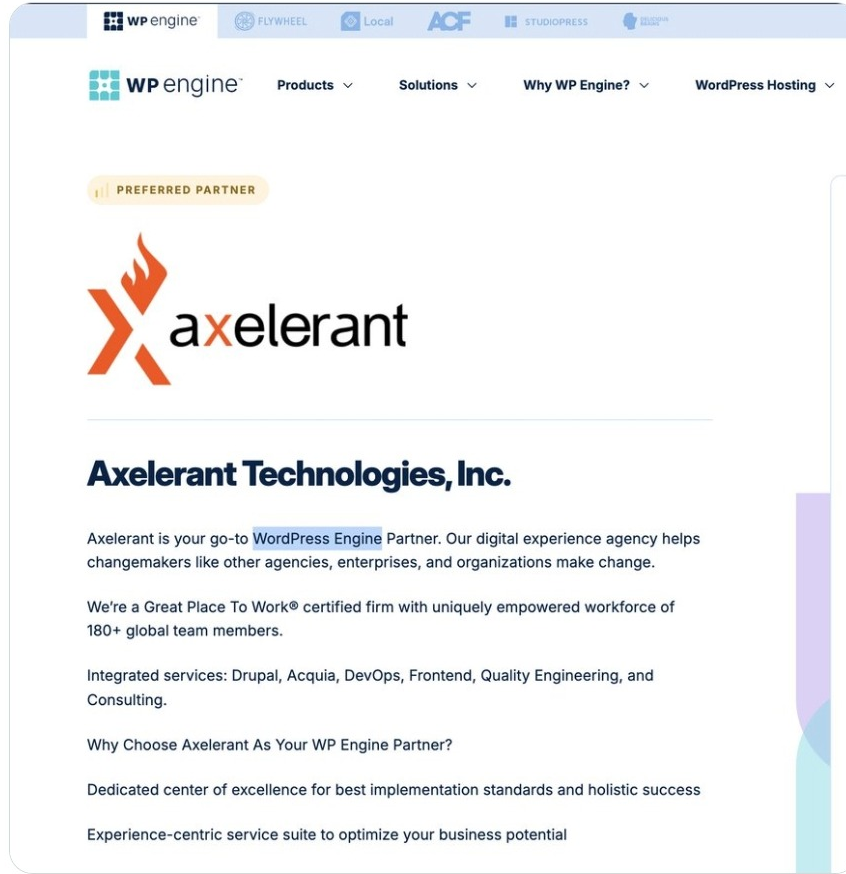 WP engine
FLYWHEEL
Local
ACF
STUDIOPRESS
DELICIOUS BRAINS
WP engine™
Products
Solutions
Why WP Engine?
WordPress Hosting
PREFERRED PARTNER
axelerant
Axelerant Technologies, Inc.
Axelerant is your go-to WordPress Engine Partner. Our digital experience agency helps
changemakers like other agencies, enterprises, and organizations make change.
We’re a Great Place To Work® certified firm with uniquely empowered workforce of
180+ global team members.
Integrated services: Drupal, Acquia, DevOps, Frontend, Quality Engineering, and
Consulting.
Why Choose Axelerant As Your WP Engine Partner?
Dedicated center of excellence for best implementation standards and holistic success
Experience-centric service suite to optimize your business potential